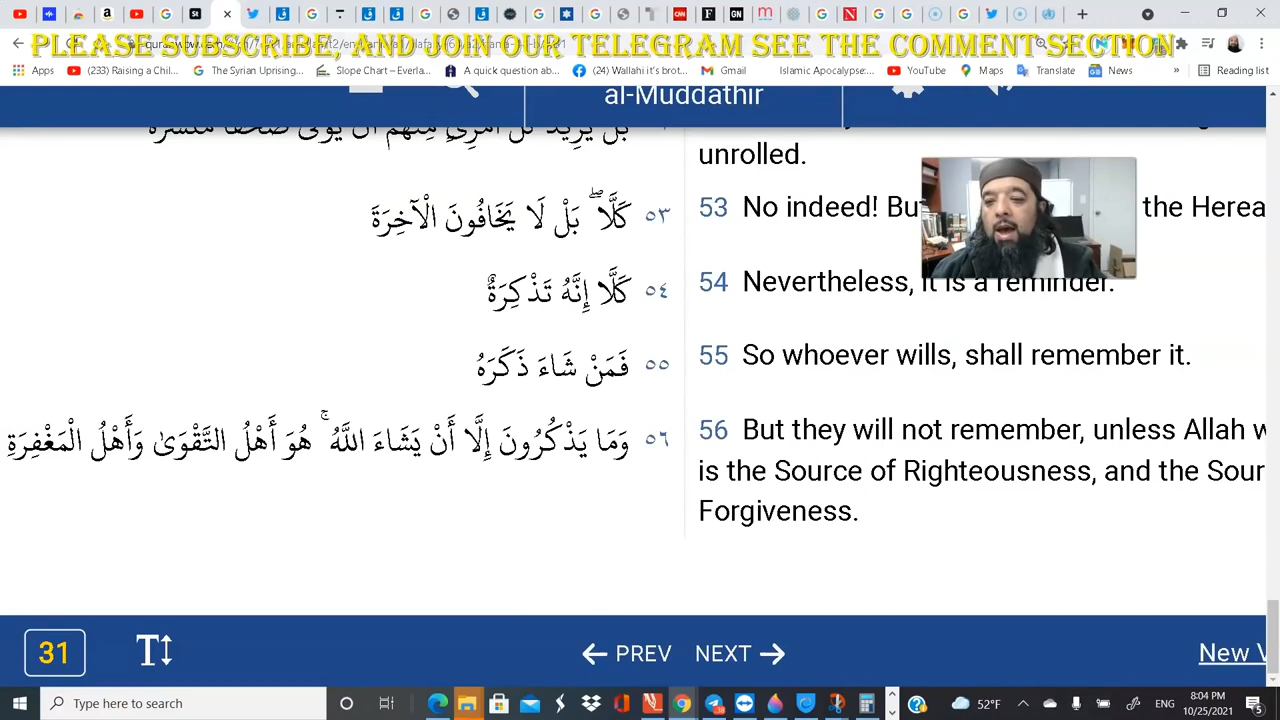 PLEASE SUBSCRIBE, AND JOIN OUR TELEGRAM SEE THE COMMENT SECTION
Apps
(233) Raising a Chil...
The Syrian Uprising...
Slope Chart – Everla...
A quick question ab...
(24) Wallahi it's brot...
Gmail
Islamic Apocalypse:...
YouTube
Maps
Translate
News
»
Reading list
al-Muddathir
unrolled.
كَلَّا ۖ بَلْ لَا يَخَافُونَ الْآخِرَةَ ٥٣
53 No indeed! But the Herea
كَلَّا إِنَّهُ تَذْكِرَةٌ ٥٤
54 Nevertheless, it is a reminder.
فَمَنْ شَاءَ ذَكَرَهُ ٥٥
55 So whoever wills, shall remember it.
وَمَا يَذْكُرُونَ إِلَّا أَنْ يَشَاءَ اللَّهُ ۚ هُوَ أَهْلُ التَّقْوَىٰ وَأَهْلُ الْمَغْفِرَةِ ٥٦
56 But they will not remember, unless Allah w
is the Source of Righteousness, and the Sour
Forgiveness.
31
PREV NEXT
New V
Type here to search
52°F
ENG
8:04 PM
10/25/2021